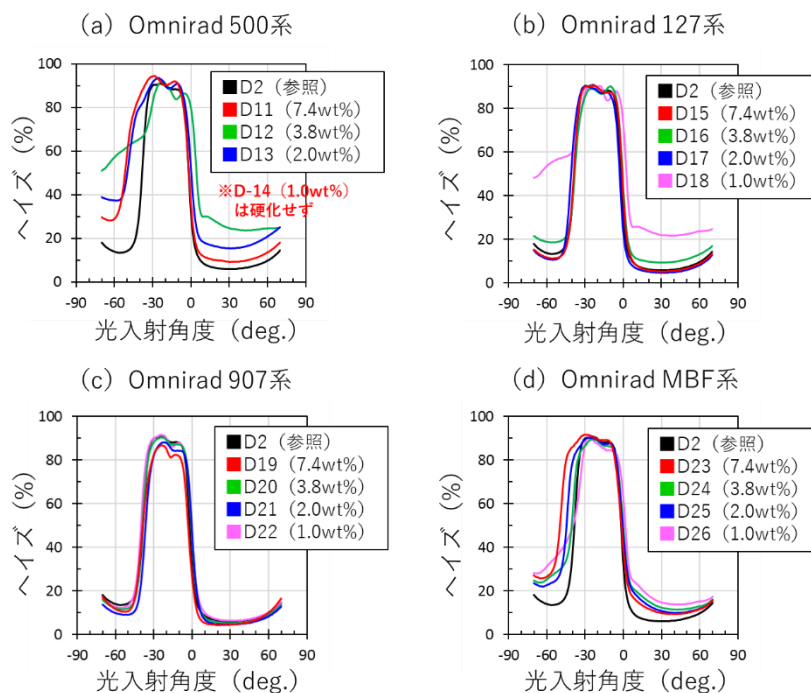 (a) Omnirad 500系
ヘイズ (%)
100
80
60
40
20
0
-90
-60
-30
0
30
60
90
光入射角度 (deg.)
D2 (参照)
D11 (7.4wt%)
D12 (3.8wt%)
D13 (2.0wt%)
※D-14 (1.0wt%)
は硬化せず
(b) Omnirad 127系
ヘイズ (%)
100
80
60
40
20
0
-90
-60
-30
0
30
60
90
光入射角度 (deg.)
D2 (参照)
D15 (7.4wt%)
D16 (3.8wt%)
D17 (2.0wt%)
D18 (1.0wt%)
(c) Omnirad 907系
ヘイズ (%)
100
80
60
40
20
0
-90
-60
-30
0
30
60
90
光入射角度 (deg.)
D2 (参照)
D19 (7.4wt%)
D20 (3.8wt%)
D21 (2.0wt%)
D22 (1.0wt%)
(d) Omnirad MBF系
ヘイズ (%)
100
80
60
40
20
0
-90
-60
-30
0
30
60
90
光入射角度 (deg.)
D2 (参照)
D23 (7.4wt%)
D24 (3.8wt%)
D25 (2.0wt%)
D26 (1.0wt%)